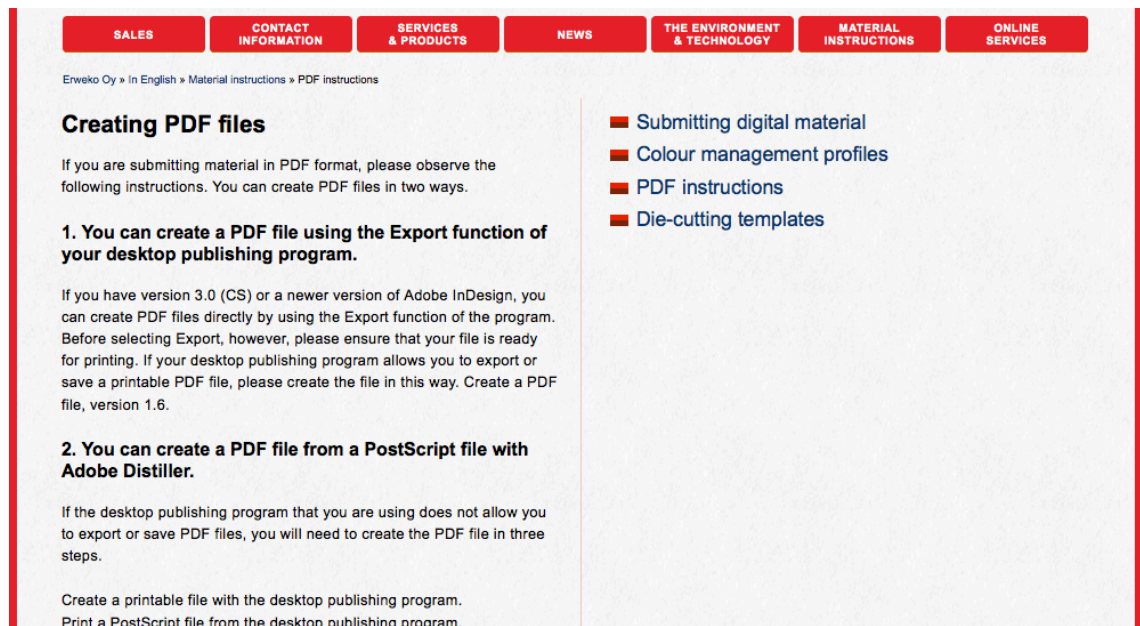 SALES
CONTACT
INFORMATION
SERVICES
& PRODUCTS
NEWS
THE ENVIRONMENT
& TECHNOLOGY
MATERIAL
INSTRUCTIONS
ONLINE
SERVICES
Erweko Oy » In English » Material instructions » PDF instructions
Creating PDF files
If you are submitting material in PDF format, please observe the
following instructions. You can create PDF files in two ways.
1. You can create a PDF file using the Export function of
your desktop publishing program.
If you have version 3.0 (CS) or a newer version of Adobe InDesign, you
can create PDF files directly by using the Export function of the program.
Before selecting Export, however, please ensure that your file is ready
for printing. If your desktop publishing program allows you to export or
save a printable PDF file, please create the file in this way. Create a PDF
file, version 1.6.
2. You can create a PDF file from a PostScript file with
Adobe Distiller.
If the desktop publishing program that you are using does not allow you
to export or save PDF files, you will need to create the PDF file in three
steps.
Create a printable file with the desktop publishing program.
Print a PostScript file from the desktop publishing program.
Submitting digital material
Colour management profiles
PDF instructions
Die-cutting templates